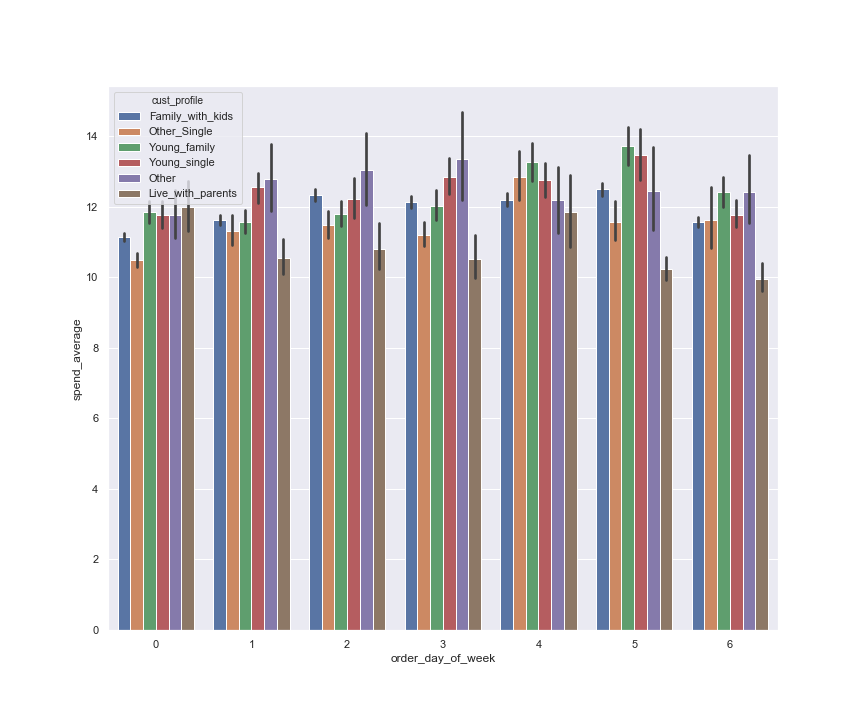 cust_profile
Family_with_kids
Other_Single
Young_family
Young_single
Other
Live_with_parents
14
12
10
8
6
4
2
0
spend_average
0 1 2 3 4 5 6
order_day_of_week